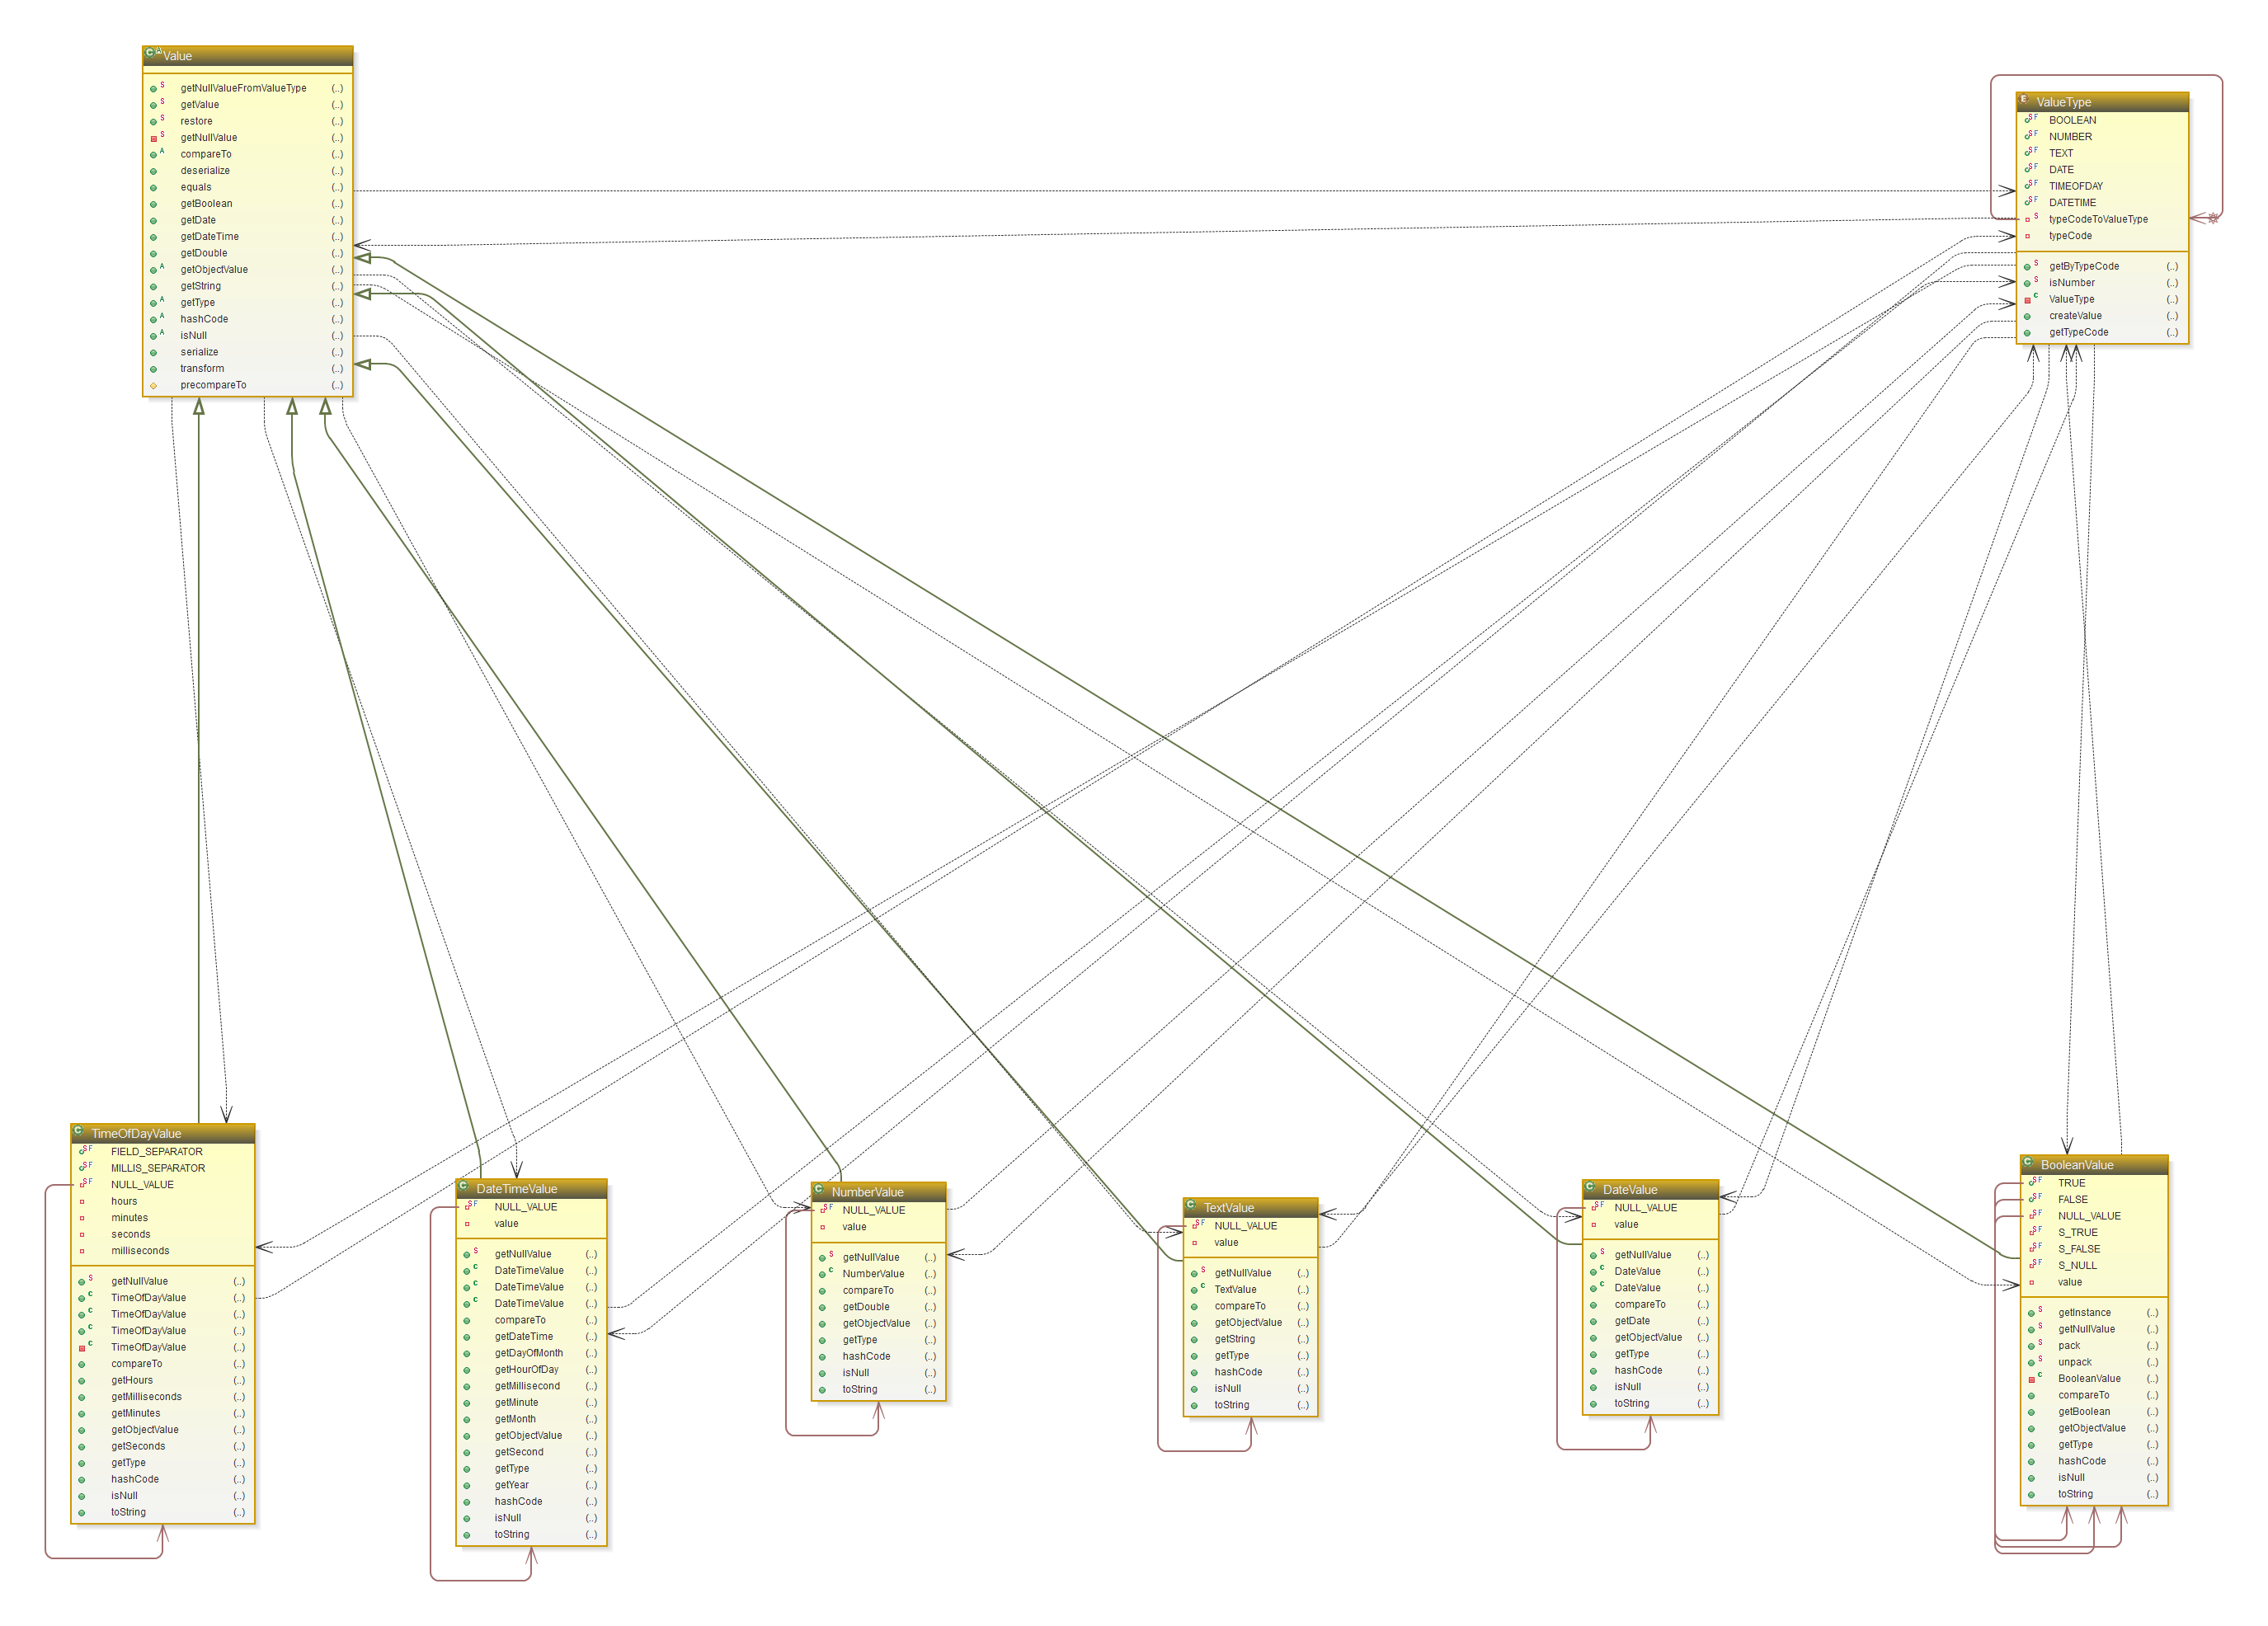 Value
getNullValueFromValueType (..)
getValue (..)
restore (..)
getNullValue (..)
compareTo (..)
deserialize (..)
equals (..)
getBoolean (..)
getDate (..)
getDateTime (..)
getDouble (..)
getObjectValue (..)
getString (..)
getType (..)
hashCode (..)
isNull (..)
serialize (..)
transform (..)
precompareTo (..)
ValueType
BOOLEAN
NUMBER
TEXT
DATE
TIMEOFDAY
DATETIME
typeCodeToValueType
typeCode
getByTypeCode (..)
isNumber (..)
ValueType (..)
createValue (..)
getTypeCode (..)
TimeOfDayValue
FIELD_SEPARATOR
MILLIS_SEPARATOR
NULL_VALUE
hours
minutes
seconds
milliseconds
getNullValue (..)
TimeOfDayValue (..)
TimeOfDayValue (..)
TimeOfDayValue (..)
TimeOfDayValue (..)
compareTo (..)
getHours (..)
getMilliseconds (..)
getMinutes (..)
getObjectValue (..)
getSeconds (..)
getType (..)
hashCode (..)
isNull (..)
toString (..)
DateTimeValue
NULL_VALUE
value
getNullValue (..)
DateTimeValue (..)
DateTimeValue (..)
DateTimeValue (..)
compareTo (..)
getDateTime (..)
getDayOfMonth (..)
getHourOfDay (..)
getMillisecond (..)
getMinute (..)
getMonth (..)
getObjectValue (..)
getSecond (..)
getType (..)
getYear (..)
hashCode (..)
isNull (..)
toString (..)
NumberValue
NULL_VALUE
value
getNullValue (..)
NumberValue (..)
compareTo (..)
getDouble (..)
getObjectValue (..)
getType (..)
hashCode (..)
isNull (..)
toString (..)
TextValue
NULL_VALUE
value
getNullValue (..)
TextValue (..)
compareTo (..)
getObjectValue (..)
getString (..)
getType (..)
hashCode (..)
isNull (..)
toString (..)
DateValue
NULL_VALUE
value
getNullValue (..)
DateValue (..)
DateValue (..)
compareTo (..)
getDate (..)
getObjectValue (..)
getType (..)
hashCode (..)
isNull (..)
toString (..)
BooleanValue
TRUE
FALSE
NULL_VALUE
S_TRUE
S_FALSE
S_NULL
value
getInstance (..)
getNullValue (..)
pack (..)
unpack (..)
BooleanValue (..)
compareTo (..)
getBoolean (..)
getObjectValue (..)
getType (..)
hashCode (..)
isNull (..)
toString (..)